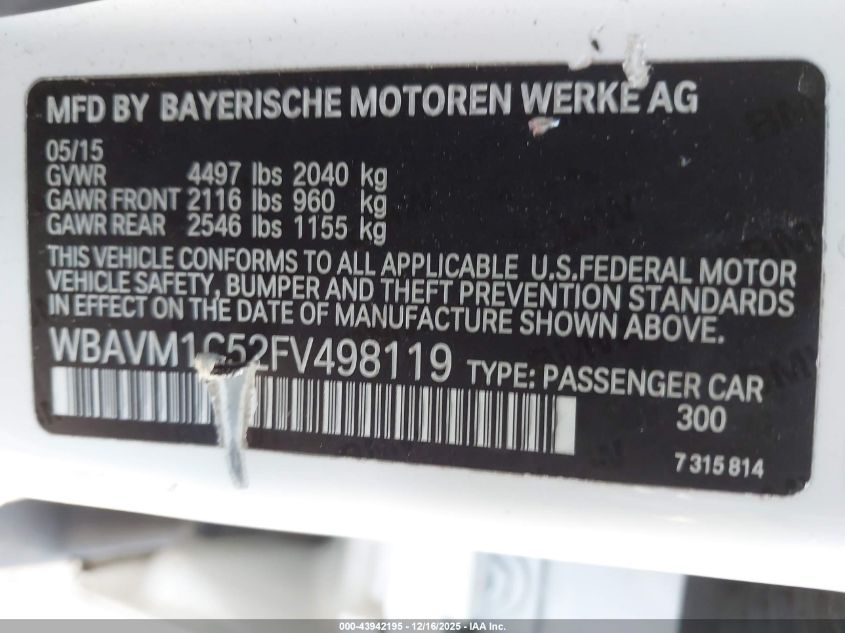 MFD BY BAYERISCHE MOTOREN WERKE AG
05/15
GVWR 4497 lbs 2040 kg
GAWR FRONT 2116 lbs 960 kg
GAWR REAR 2546 lbs 1155 kg
THIS VEHICLE CONFORMS TO ALL APPLICABLE U.S.FEDERAL MOTOR
VEHICLE SAFETY, BUMPER AND THEFT PREVENTION STANDARDS
IN EFFECT ON THE DATE OF MANUFACTURE SHOWN ABOVE.
WBAVM1C52FV498119 TYPE: PASSENGER CAR
300
7 315 814
000-43942195 - 12/16/2025 - IAA, Inc.